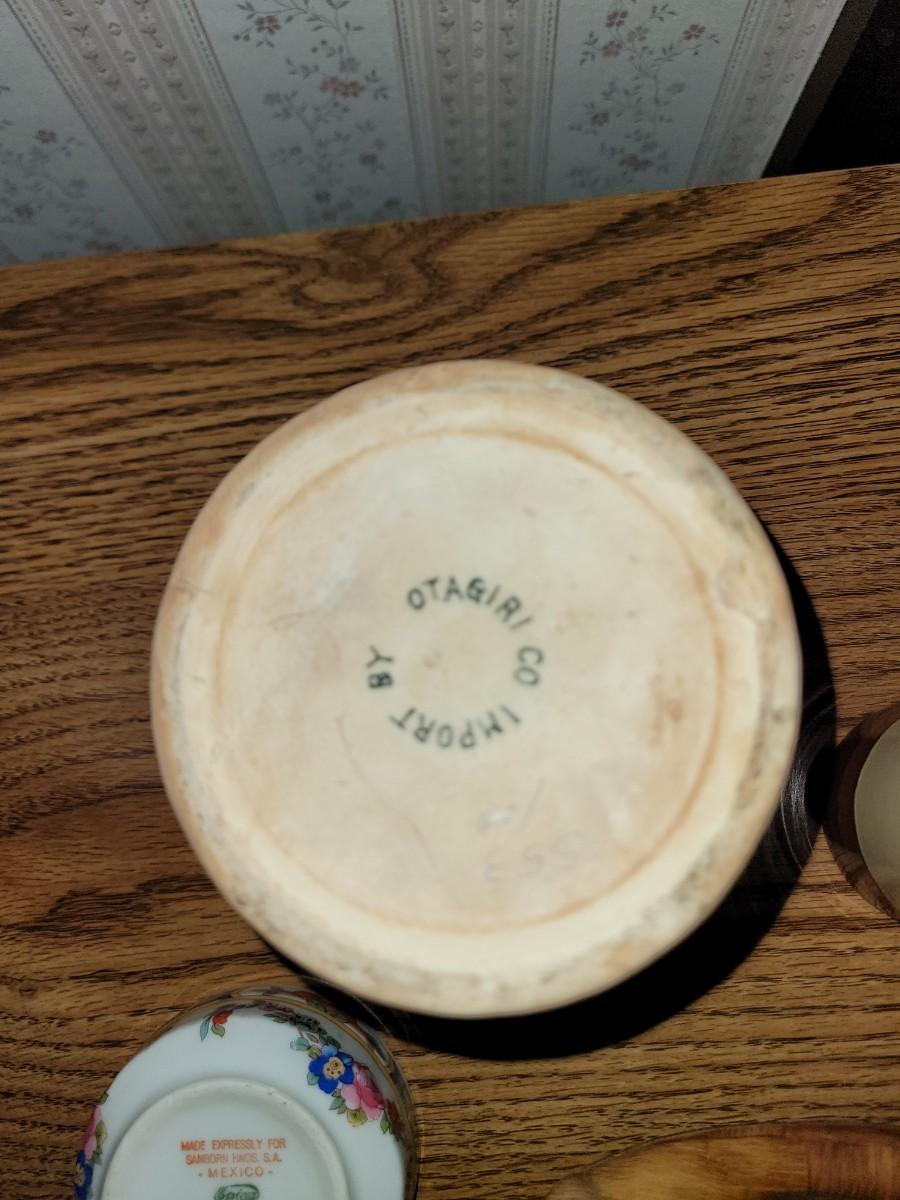 IMPORT BY OTAGIRI CO
MADE EXPRESSLY FOR
SANBORN HNOS. S.A.
- MEXICO -